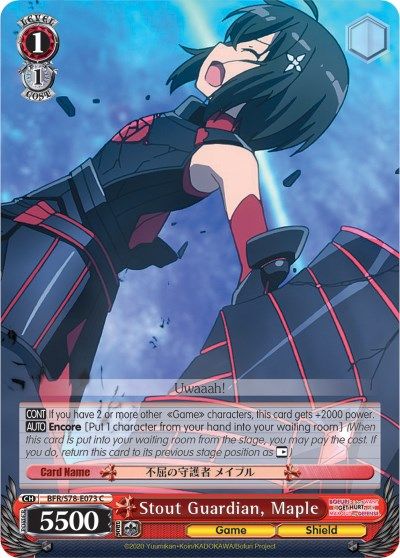 LEVEL
1
1
COST
Uwaaah!
CONT If you have 2 or more other «Game» characters, this card gets +2000 power.
AUTO Encore [Put 1 character from your hand into your waiting room] (When
this card is put into your waiting room from the stage, you may pay the cost. If you
do, return this card to its previous stage position as
Card Name 不屈の守護者 メイプル
CH BFR/S78-E073 C
Stout Guardian, Maple
POWER 5500
Game Shield
©2020 Yuumikan•Koin/KADOKAWA/Bofuri Project